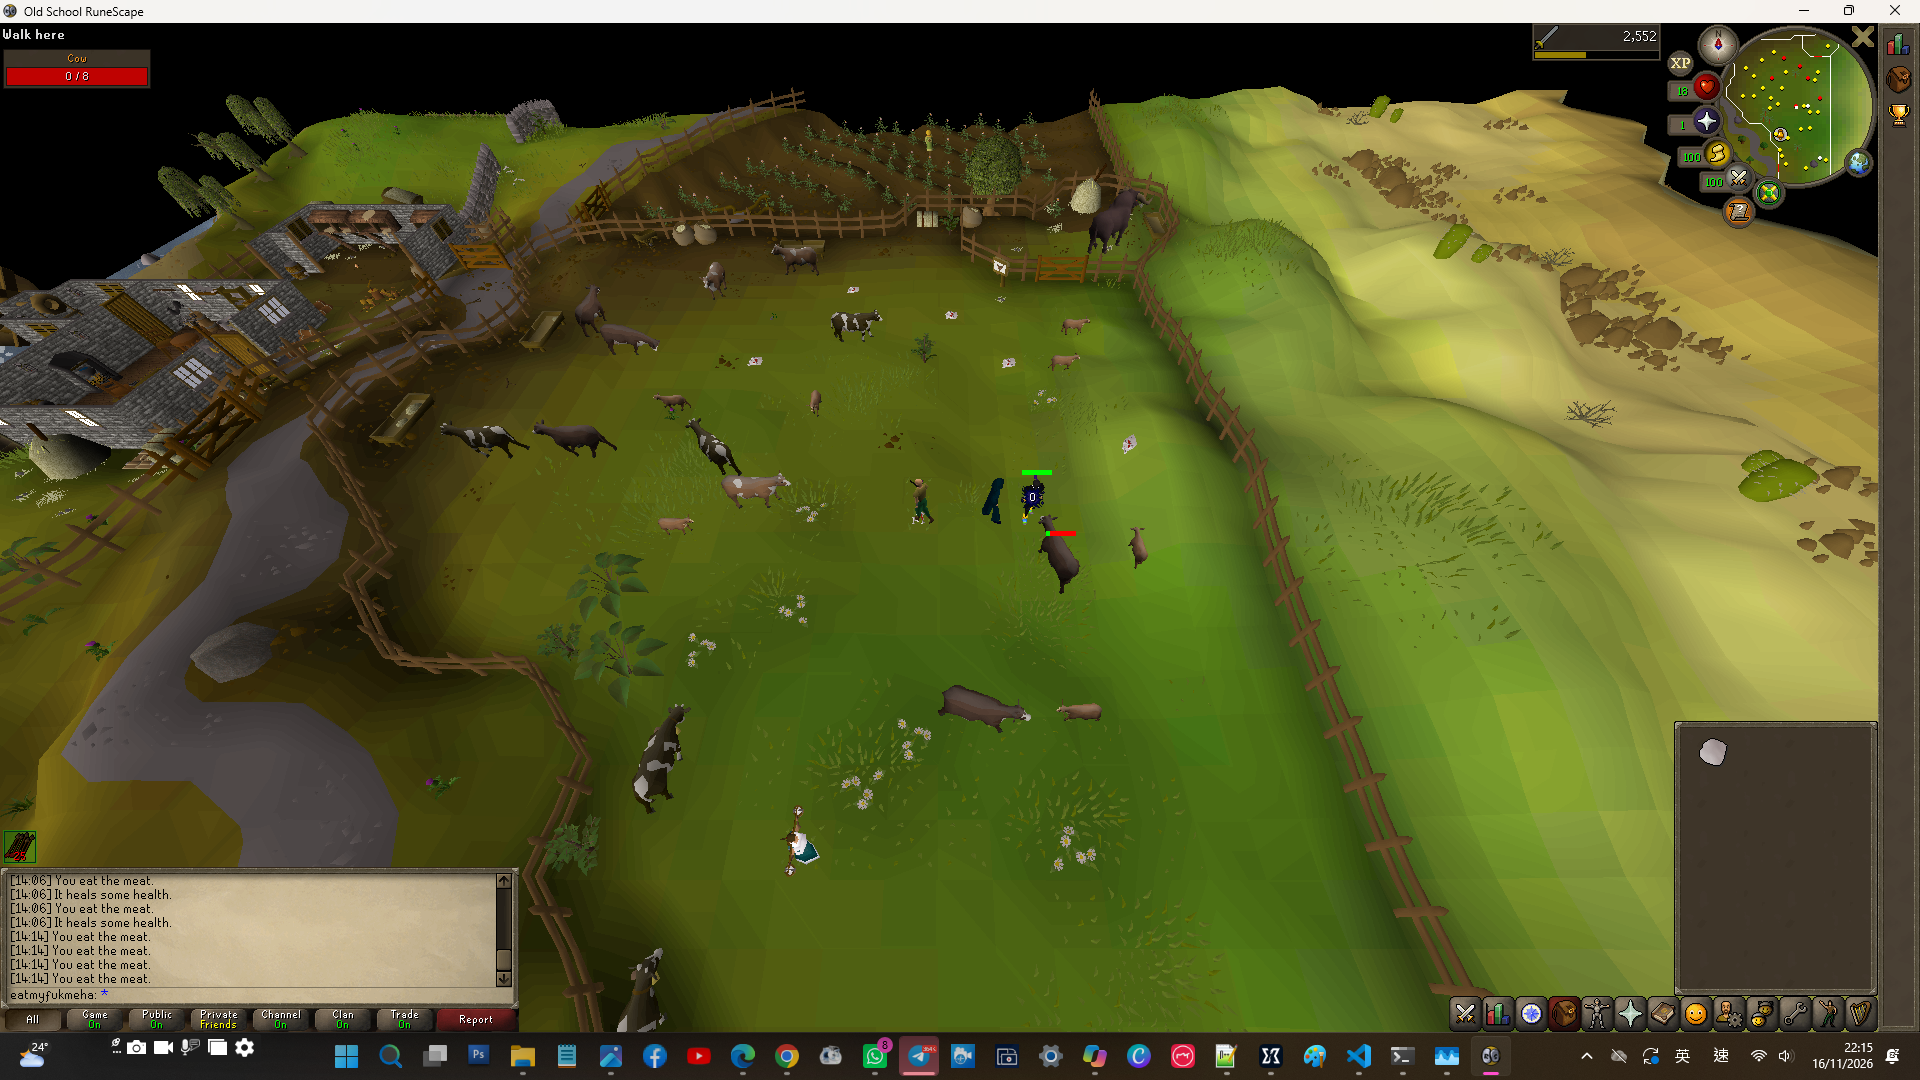 Old School RuneScape
Walk here
Cow
0 / 8
2,552
XP
N
18
1
100
100
0
23
[14:06] You eat the meat.
[14:06] It heals some health.
[14:06] You eat the meat.
[14:06] It heals some health.
[14:14] You eat the meat.
[14:14] You eat the meat.
[14:14] You eat the meat.
[14:14] You eat the meat.
eatmyfukmeha: *
All
Game
On
Public
On
Private
Friends
Channel
On
Clan
On
Trade
On
Report
24°
Ps
8
英
速
22:15
16/11/2026